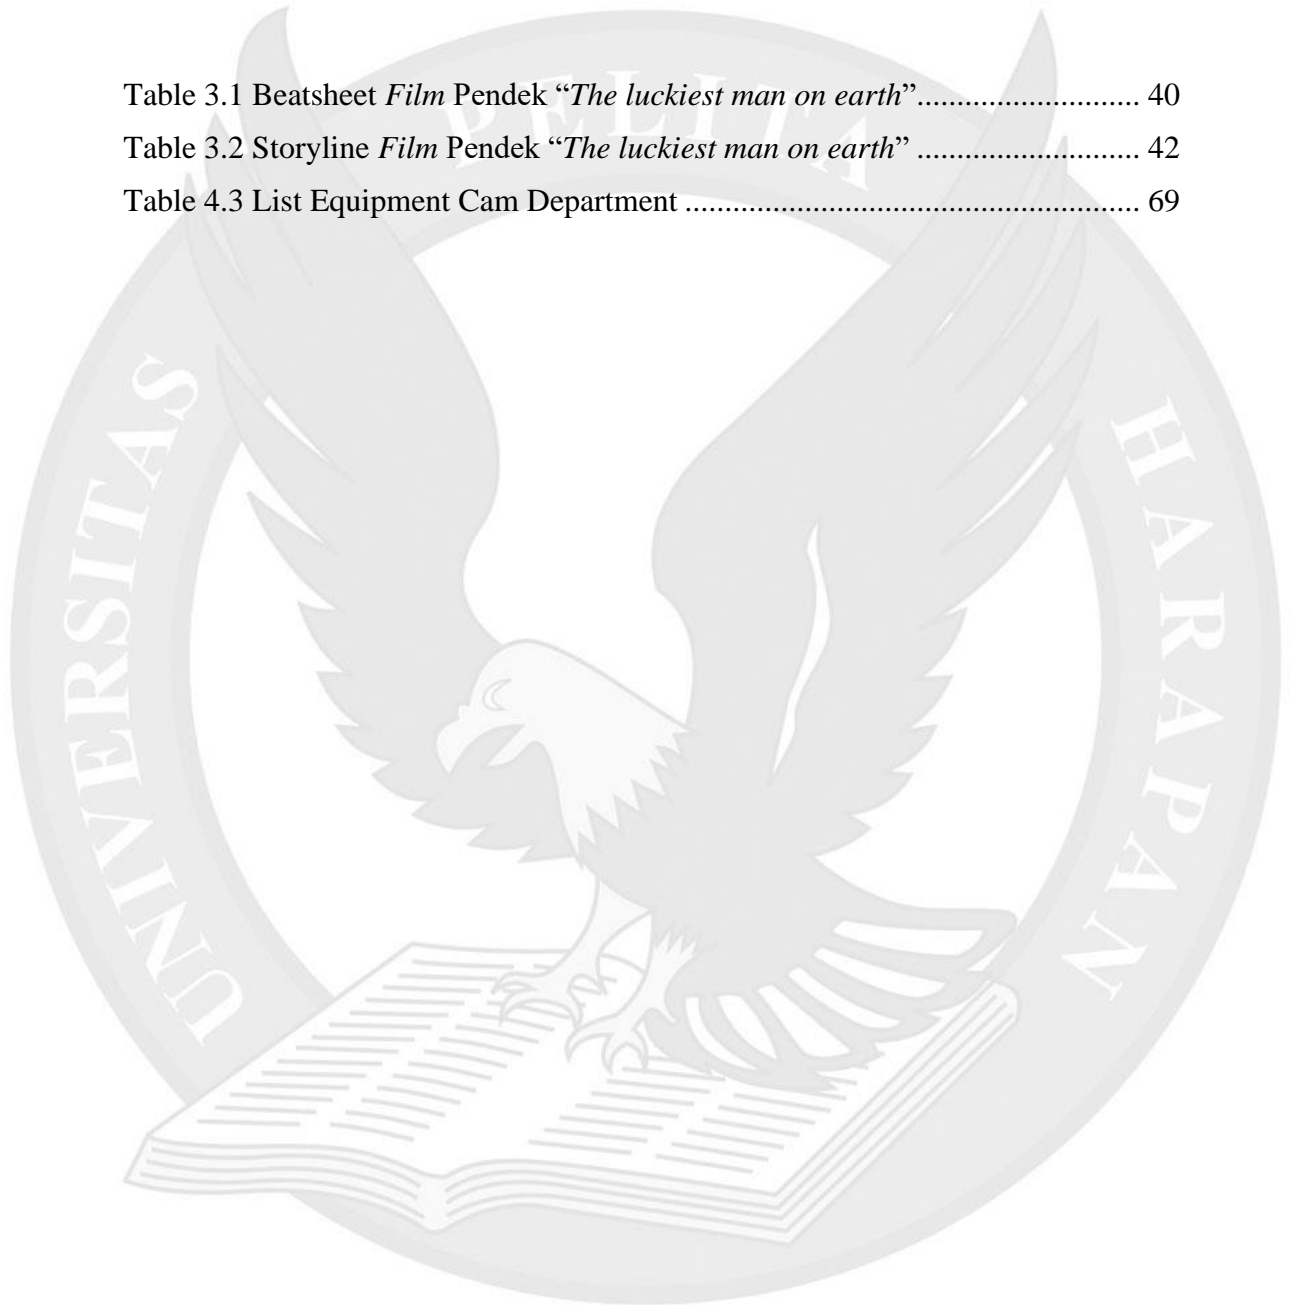 Table 3.1 Beatsheet Film Pendek “The luckiest man on earth”............................ 40
Table 3.2 Storyline Film Pendek “The luckiest man on earth” ............................ 42
Table 4.3 List Equipment Cam Department ........................................................ 69
UNIVERSITAS PELITA HARAPAN